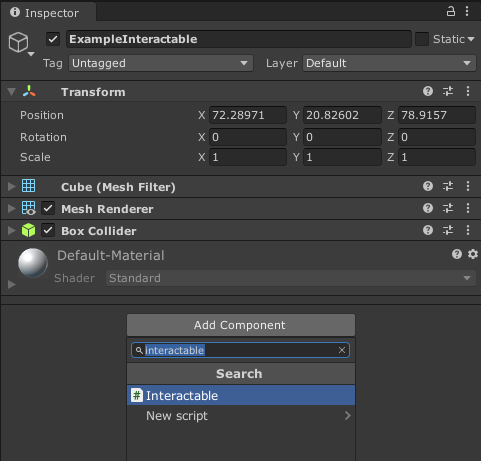 Inspector
ExampleInteractable Static
Tag Untagged Layer Default
Transform
Position X 72.28971 Y 20.82602 Z 78.9157
Rotation X 0 Y 0 Z 0
Scale X 1 Y 1 Z 1
Cube (Mesh Filter)
Mesh Renderer
Box Collider
Default-Material
Shader Standard
Add Component
interactable
Search
# Interactable
New script